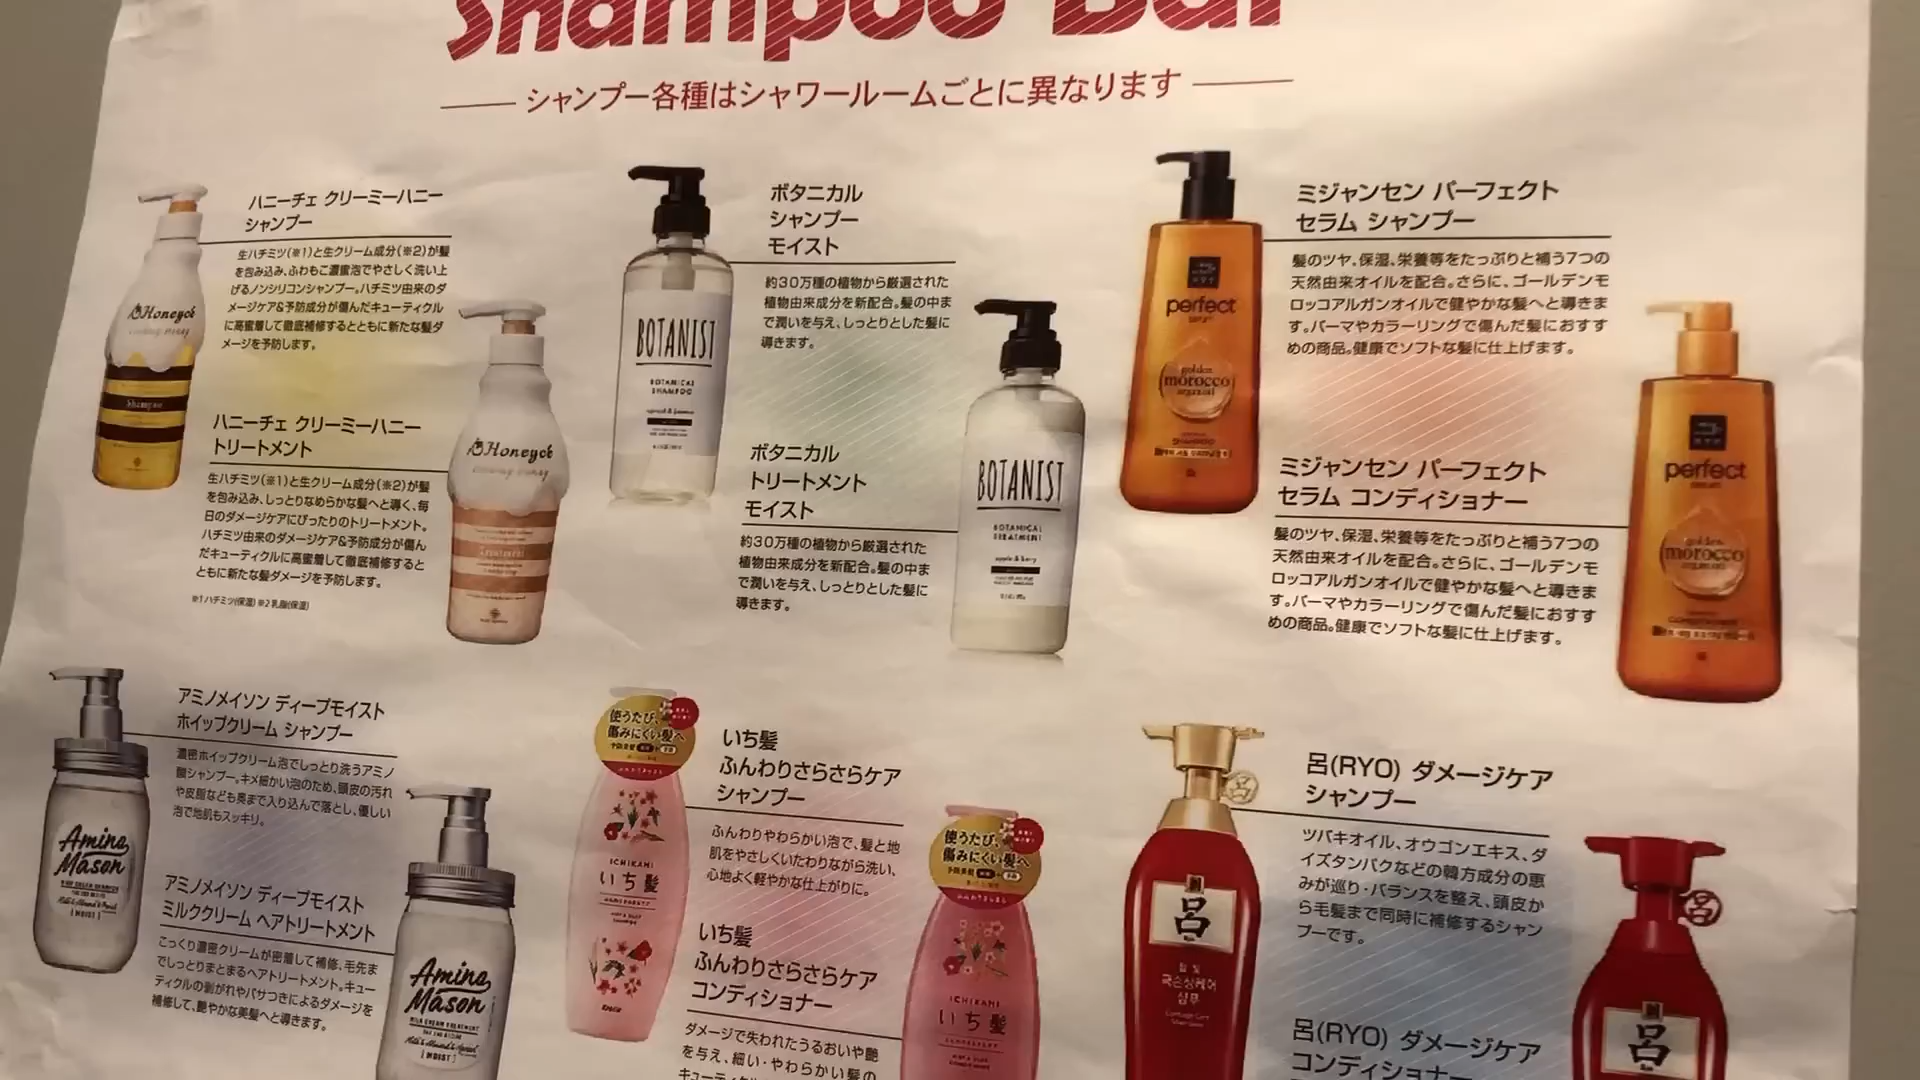 Shampoo Bar
シャンプー各種はシャワールームごとに異なります
ハニーチェ クリーミーハニー
シャンプー
生ハチミツ(※1)と生クリーム成分(※2)が髪
を包み込み、ふわもこ濃蜜泡でやさしく洗い上
げるノンシリコンシャンプー。ハチミツ由来のダ
メージケア&予防成分が傷んだキューティクル
に高蜜着して徹底補修するとともに新たな髪ダ
メージを予防します。
Honeyce
Shampoo
ハニーチェ クリーミーハニー
トリートメント
生ハチミツ(※1)と生クリーム成分(※2)が髪
を包み込み、しっとりなめらかな髪へと導く、毎
日のダメージケアにぴったりのトリートメント。
ハチミツ由来のダメージケア&予防成分が傷ん
だキューティクルに高蜜着して徹底補修すると
ともに新たな髪ダメージを予防します。
※1 ハチミツ(保湿) ※2 乳脂(保湿)
Honeyce
Treatment
BOTANIST
BOTANICAL
SHAMPOO
ボタニカル
シャンプー
モイスト
約30万種の植物から厳選された
植物由来成分を新配合。髪の中ま
で潤いを与え、しっとりとした髪に
導きます。
ボタニカル
トリートメント
モイスト
約30万種の植物から厳選された
植物由来成分を新配合。髪の中ま
で潤いを与え、しっとりとした髪に
導きます。
BOTANIST
BOTANICAL
TREATMENT
perfect
serum
golden
morocco
argan oil
SHAMPOO
ミジャンセン パーフェクト
セラム シャンプー
髪のツヤ、保湿、栄養等をたっぷりと補う7つの
天然由来オイルを配合。さらに、ゴールデンモ
ロッコアルガンオイルで健やかな髪へと導きま
す。パーマやカラーリングで傷んだ髪におすす
めの商品。健康でソフトな髪に仕上げます。
ミジャンセン パーフェクト
セラム コンディショナー
髪のツヤ、保湿、栄養等をたっぷりと補う7つの
天然由来オイルを配合。さらに、ゴールデンモ
ロッコアルガンオイルで健やかな髪へと導きま
す。パーマやカラーリングで傷んだ髪におすす
めの商品。健康でソフトな髪に仕上げます。
perfect
serum
golden
morocco
argan oil
Amino
Mason
[MOIST]
アミノメイソン ディープモイスト
ホイップクリーム シャンプー
濃密ホイップクリーム泡でしっとり洗うアミノ
酸シャンプー。キメ細かい泡のため、頭皮の汚れ
や皮脂なども奥まで入り込んで落とし、優しい
泡で地肌もスッキリ。
アミノメイソン ディープモイスト
ミルククリーム ヘアトリートメント
こっくり濃密クリームが密着して補修、毛先ま
でしっとりまとまるヘアトリートメント。キュー
ティクルの剥がれやパサつきによるダメージを
補修して、艶やかな美髪へと導きます。
Amino
Mason
MILK CREAM TREATMENT
[MOIST]
使うたび、
傷みにくい髪へ
ICHIKAMI
いち髪
いち髪
ふんわりさらさらケア
シャンプー
ふんわりやわらかい泡で、髪と地
肌をやさしくいたわりながら洗い、
心地よく軽やかな仕上がりに。
いち髪
ふんわりさらさらケア
コンディショナー
ダメージで失われたうるおいや艶
を与え、細い・やわらかい髪の
使うたび、
傷みにくい髪へ
ICHIKAMI
いち髪
呂
샴푸
呂(RYO) ダメージケア
シャンプー
ツバキオイル、オウゴンエキス、ダ
イズタンパクなどの韓方成分の恵
みが巡り・バランスを整え、頭皮か
ら毛髪まで同時に補修するシャン
プーです。
呂(RYO) ダメージケア
コンディショナー
呂